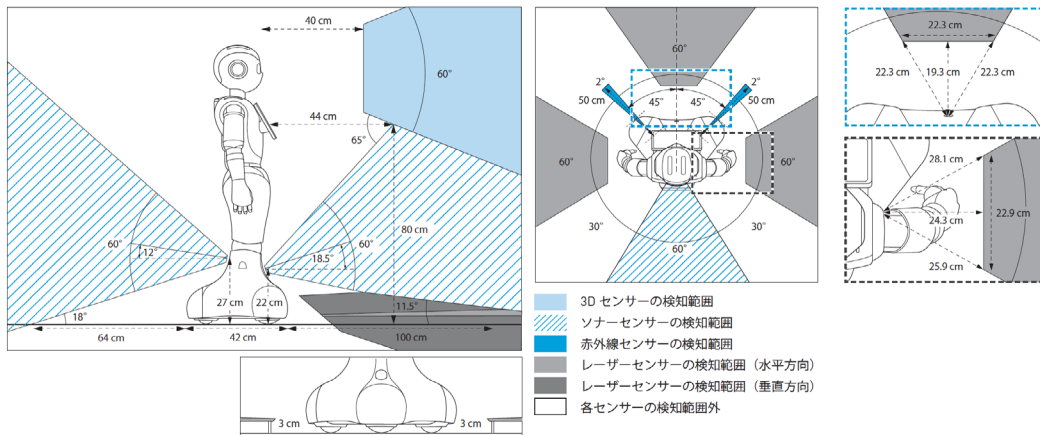 40 cm
60°
44 cm
65°
60°
12°
60°
18.5°
80 cm
27 cm
22 cm
11.5°
18°
64 cm
42 cm
100 cm
3 cm
3 cm
60°
2°
2°
50 cm
45°
45°
50 cm
60°
60°
30°
30°
60°
22.3 cm
22.3 cm
19.3 cm
22.3 cm
28.1 cm
22.9 cm
24.3 cm
25.9 cm
3D センサーの検知範囲
ソナーセンサーの検知範囲
赤外線センサーの検知範囲
レーザーセンサーの検知範囲（水平方向）
レーザーセンサーの検知範囲（垂直方向）
各センサーの検知範囲外